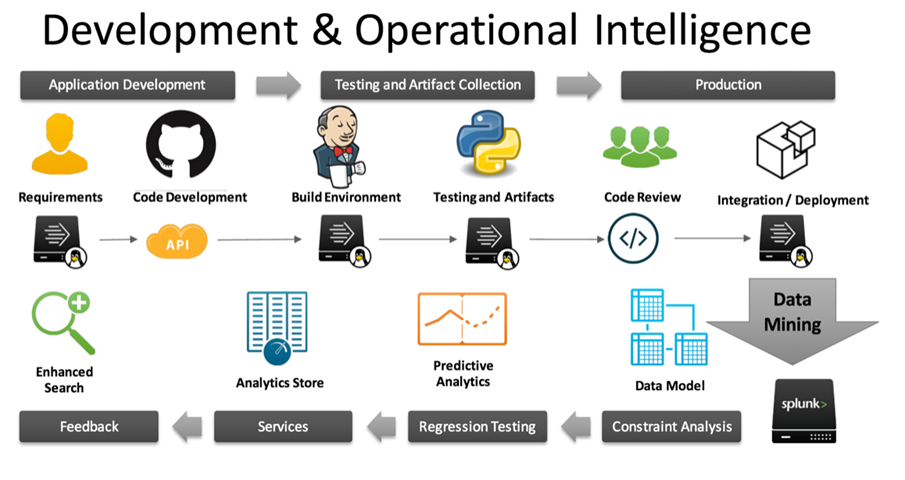 Development & Operational Intelligence
Application Development
Testing and Artifact Collection
Production
Requirements
Code Development
Build Environment
Testing and Artifacts
Code Review
Integration / Deployment
API
</>
Data
Mining
Enhanced
Search
Analytics Store
Predictive
Analytics
Data Model
splunk>
Feedback
Services
Regression Testing
Constraint Analysis